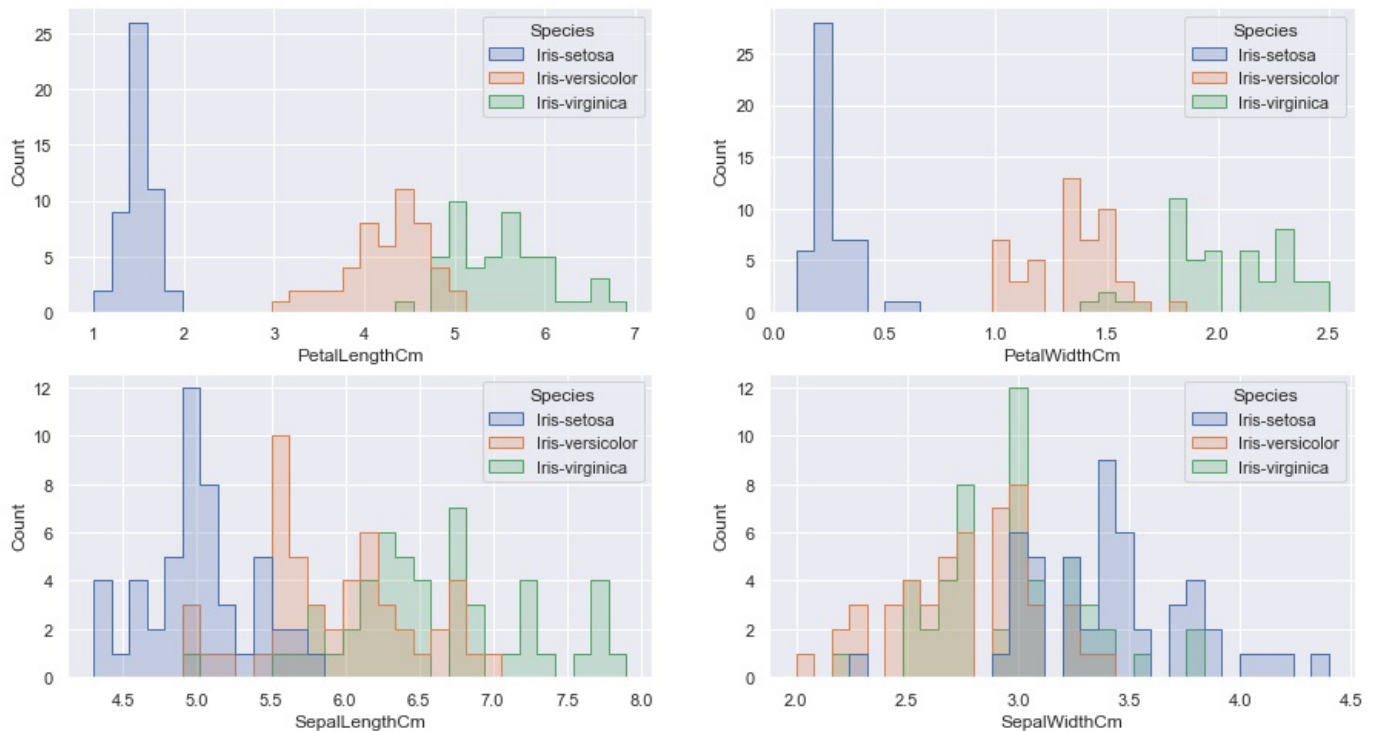 Species
Iris-setosa
Iris-versicolor
Iris-virginica
Count
25
20
15
10
5
0
1 2 3 4 5 6 7
PetalLengthCm
Species
Iris-setosa
Iris-versicolor
Iris-virginica
Count
25
20
15
10
5
0
0.0 0.5 1.0 1.5 2.0 2.5
PetalWidthCm
Species
Iris-setosa
Iris-versicolor
Iris-virginica
Count
12
10
8
6
4
2
0
4.5 5.0 5.5 6.0 6.5 7.0 7.5 8.0
SepalLengthCm
Species
Iris-setosa
Iris-versicolor
Iris-virginica
Count
12
10
8
6
4
2
0
2.0 2.5 3.0 3.5 4.0 4.5
SepalWidthCm